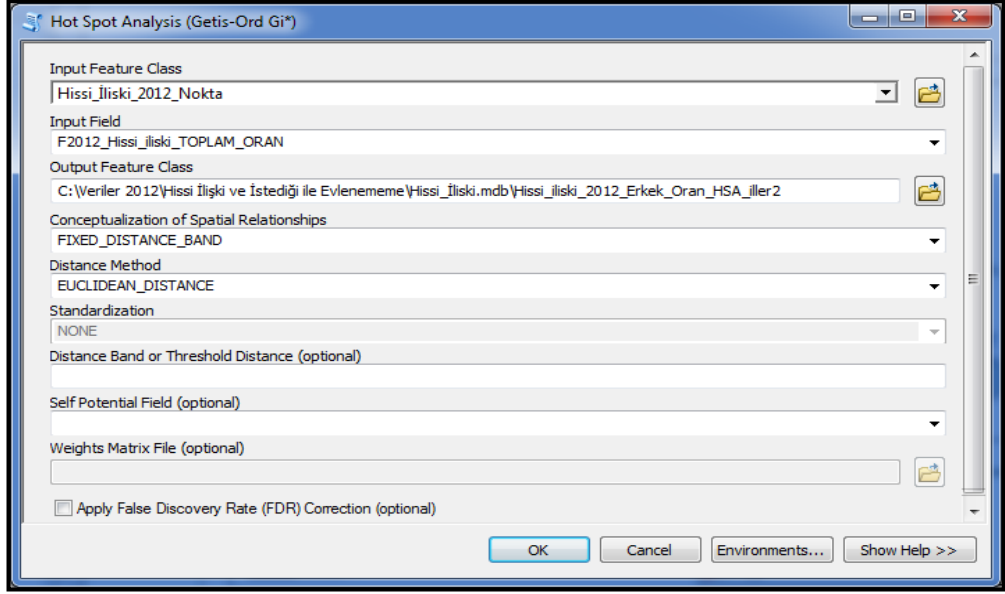 Hot Spot Analysis (Getis-Ord Gi*)
Input Feature Class
Hissi_İliski_2012_Nokta
Input Field
F2012_Hissi_iliski_TOPLAM_ORAN
Output Feature Class
C:\Veriler 2012\Hissi İlişki ve İstediği ile Evlenememe\Hissi_İliski.mdb\Hissi_iliski_2012_Erkek_Oran_HSA_iller2
Conceptualization of Spatial Relationships
FIXED_DISTANCE_BAND
Distance Method
EUCLIDEAN_DISTANCE
Standardization
NONE
Distance Band or Threshold Distance (optional)
Self Potential Field (optional)
Weights Matrix File (optional)
Apply False Discovery Rate (FDR) Correction (optional)
OK Cancel Environments... Show Help >>